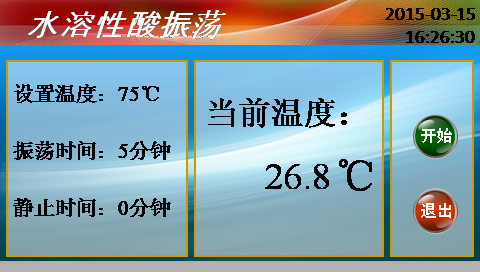 水溶性酸振荡
2015-03-15
16:26:30
设置温度：75℃
振荡时间：5分钟
静止时间：0分钟
当前温度：
26.8℃
开始
退出